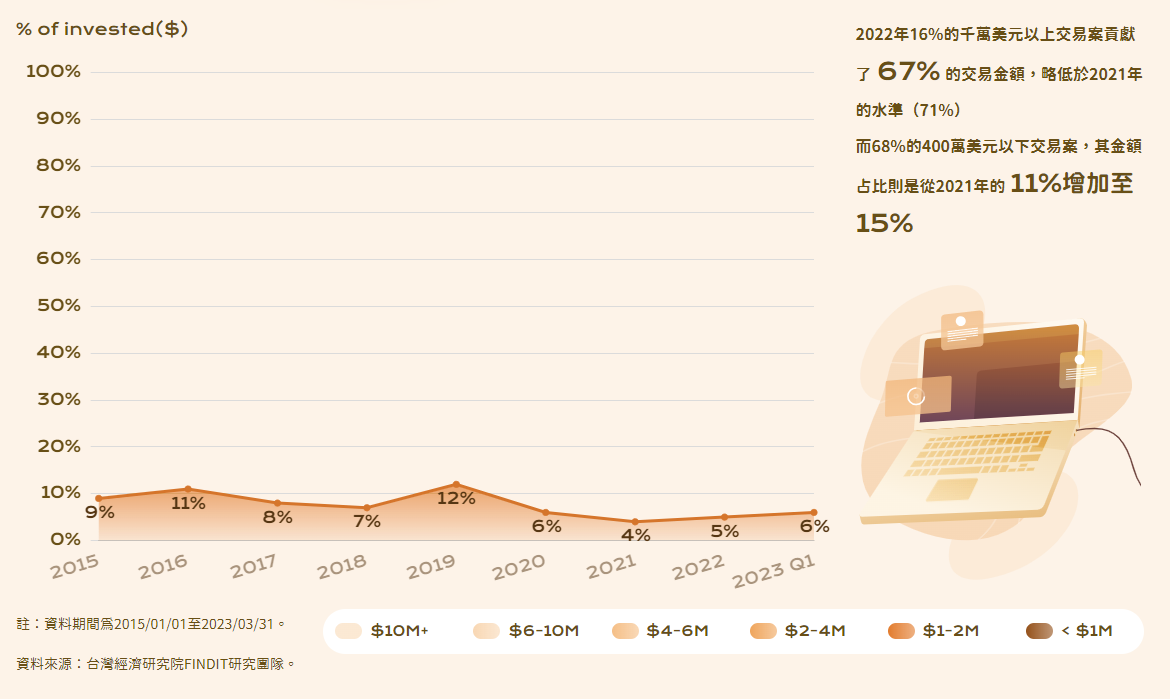 % of invested($)
100%
90%
80%
70%
60%
50%
40%
30%
20%
10%
0%
9%
11%
8%
7%
12%
6%
4%
5%
6%
2015
2016
2017
2018
2019
2020
2021
2022
2023 Q1
2022年16%的千萬美元以上交易案貢獻
了 67% 的交易金額，略低於2021年
的水準（71%）
而68%的400萬美元以下交易案，其金額
占比則是從2021年的 11%增加至
15%
註：資料期間為2015/01/01至2023/03/31。
$10M+
$6-10M
$4-6M
$2-4M
$1-2M
< $1M
資料來源：台灣經濟研究院FINDIT研究團隊。